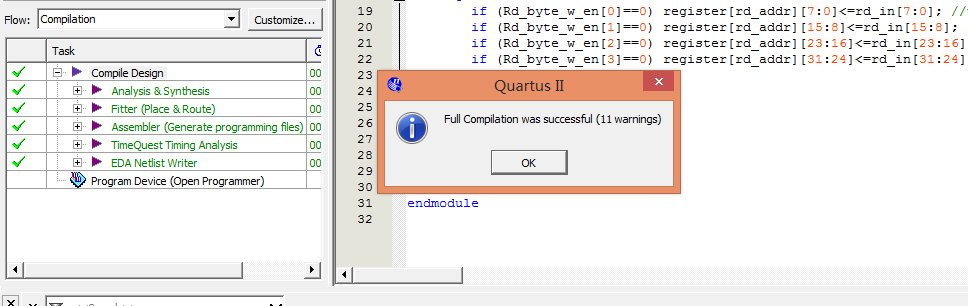 Flow: Compilation Customize...
Task
Compile Design 00
Analysis & Synthesis 00
Fitter (Place & Route) 00
Assembler (Generate programming files) 00
TimeQuest Timing Analysis 00
EDA Netlist Writer 00
Program Device (Open Programmer)
19 if (Rd_byte_w_en[0]==0) register[rd_addr][7:0]<=rd_in[7:0]; //
20 if (Rd_byte_w_en[1]==0) register[rd_addr][15:8]<=rd_in[15:8];
21 if (Rd_byte_w_en[2]==0) register[rd_addr][23:16]<=rd_in[23:16]
22 if (Rd_byte_w_en[3]==0) register[rd_addr][31:24]<=rd_in[31:24]
23
24
25
26
27
28
29
30
31 endmodule
32
Quartus II
Full Compilation was successful (11 warnings)
OK